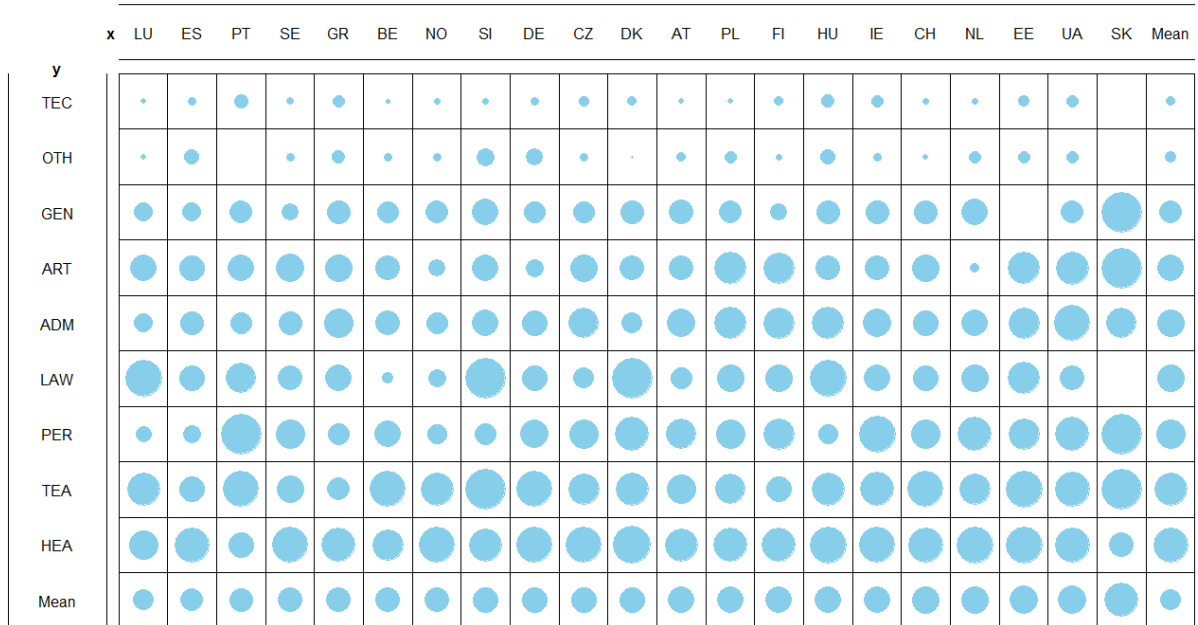 x LU ES PT SE GR BE NO SI DE CZ DK AT PL FI HU IE CH NL EE UA SK Mean
y
TEC
OTH
GEN
ART
ADM
LAW
PER
TEA
HEA
Mean